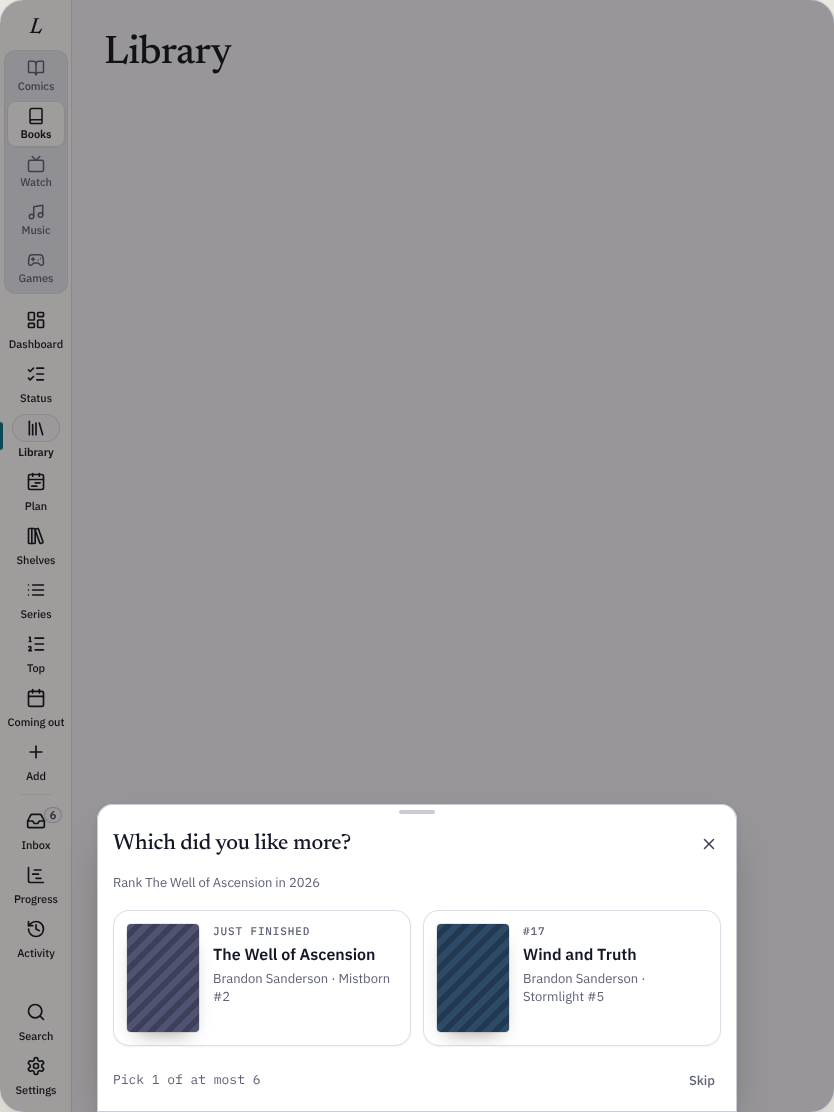 L
Library
Comics
Books
Watch
Music
Games
Dashboard
Status
Library
Plan
Shelves
Series
Top
Coming out
Add
6
Inbox
Progress
Activity
Search
Settings
Which did you like more?
Rank The Well of Ascension in 2026
JUST FINISHED
The Well of Ascension
Brandon Sanderson · Mistborn
#2
#17
Wind and Truth
Brandon Sanderson ·
Stormlight #5
Pick 1 of at most 6
Skip